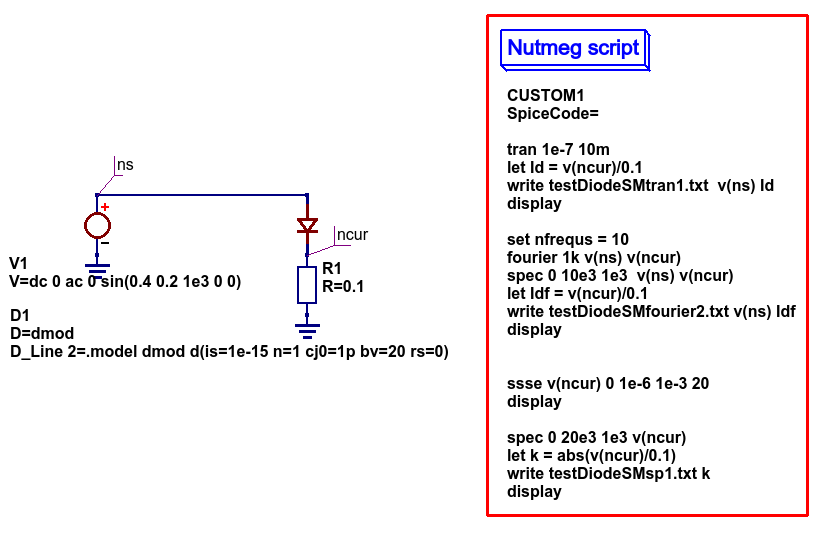 ns
+
−
ncur
V1
V=dc 0 ac 0 sin(0.4 0.2 1e3 0 0)
R1
R=0.1
D1
D=dmod
D_Line 2=.model dmod d(is=1e-15 n=1 cj0=1p bv=20 rs=0)
Nutmeg script
CUSTOM1
SpiceCode=
tran 1e-7 10m
let Id = v(ncur)/0.1
write testDiodeSMtran1.txt  v(ns) Id
display
set nfrequs = 10
fourier 1k v(ns) v(ncur)
spec 0 10e3 1e3  v(ns) v(ncur)
let Idf = v(ncur)/0.1
write testDiodeSMfourier2.txt v(ns) Idf
display
ssse v(ncur) 0 1e-6 1e-3 20
display
spec 0 20e3 1e3 v(ncur)
let k = abs(v(ncur)/0.1)
write testDiodeSMsp1.txt k
display